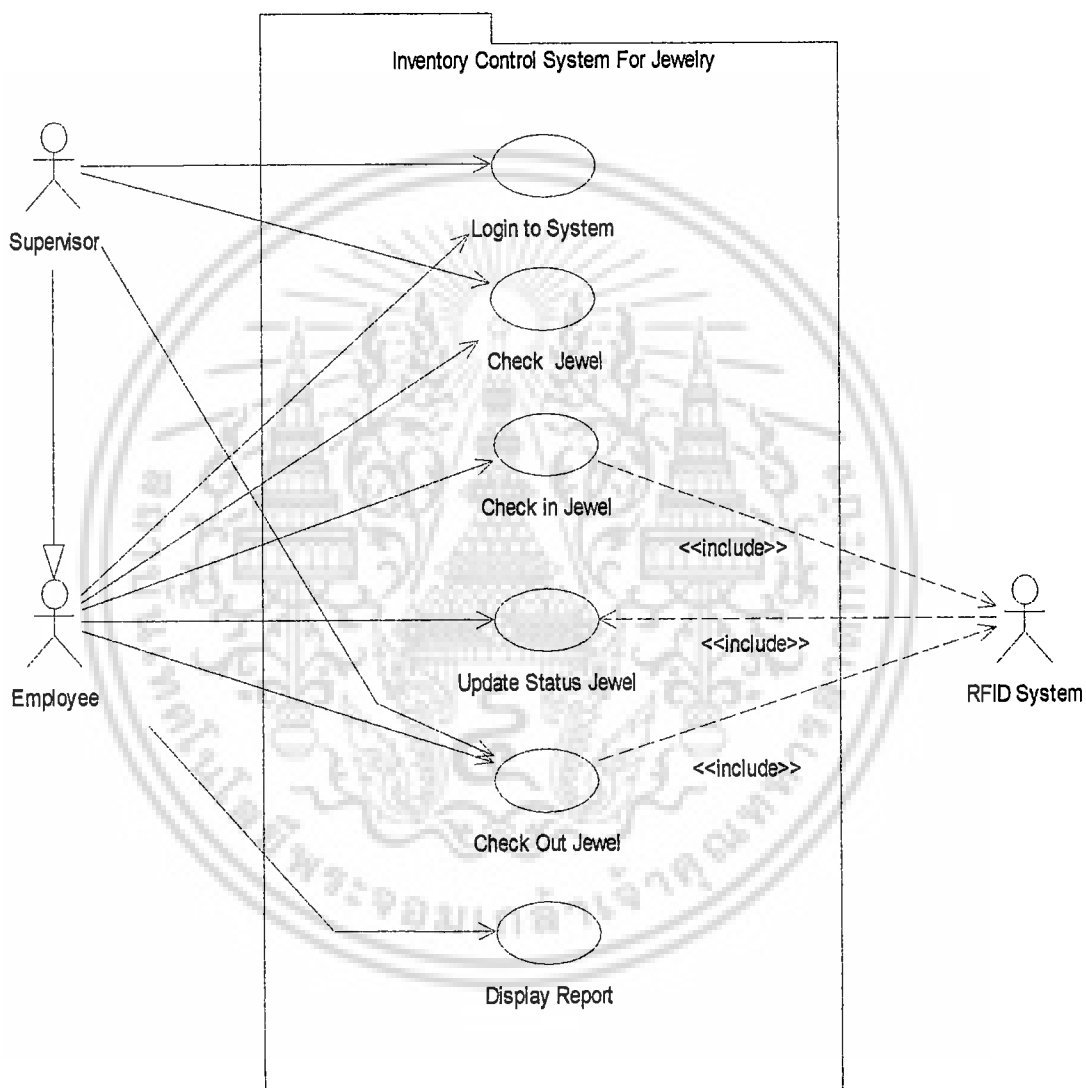 Inventory Control System For Jewelry
Supervisor
Login to System
Check Jewel
Check in Jewel
<<include>>
Employee
Update Status Jewel
<<include>>
RFID System
Check Out Jewel
<<include>>
Display Report